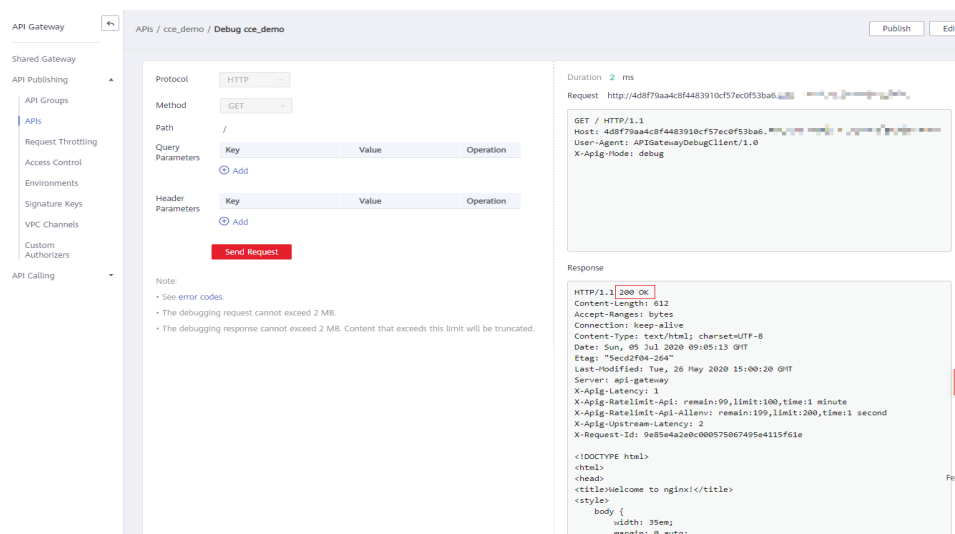 API Gateway
APIs / cce_demo / Debug cce_demo
Publish
Edi
Shared Gateway
API Publishing
API Groups
APIs
Request Throttling
Access Control
Environments
Signature Keys
VPC Channels
Custom
Authorizers
API Calling
Protocol
HTTP
Method
GET
Path
/
Query
Parameters
Key Value Operation
Add
Header
Parameters
Key Value Operation
Add
Send Request
Note:
• See error codes.
• The debugging request cannot exceed 2 MB.
• The debugging response cannot exceed 2 MB. Content that exceeds this limit will be truncated.
Duration 2 ms
Request http://4d8f79aa4c8f4483910cf57ec0f53ba6.
GET / HTTP/1.1
Host: 4d8f79aa4c8f4483910cf57ec0f53ba6.
User-Agent: APIGatewayDebugClient/1.0
X-Apig-Mode: debug
Response
HTTP/1.1 200 OK
Content-Length: 612
Accept-Ranges: bytes
Connection: keep-alive
Content-Type: text/html; charset=UTF-8
Date: Sun, 05 Jul 2020 09:05:13 GMT
Etag: "5ecd2f04-264"
Last-Modified: Tue, 26 May 2020 15:00:20 GMT
Server: api-gateway
X-Apig-Latency: 1
X-Apig-Ratelimit-Api: remain:99,limit:100,time:1 minute
X-Apig-Ratelimit-Api-Allenv: remain:199,limit:200,time:1 second
X-Apig-Upstream-Latency: 2
X-Request-Id: 9e85e4a2e0c000575067495e4115f61e
<!DOCTYPE html>
<html>
<head>
<title>Welcome to nginx!</title>
<style>
body {
width: 35em;
margin: 0 auto;
Fe